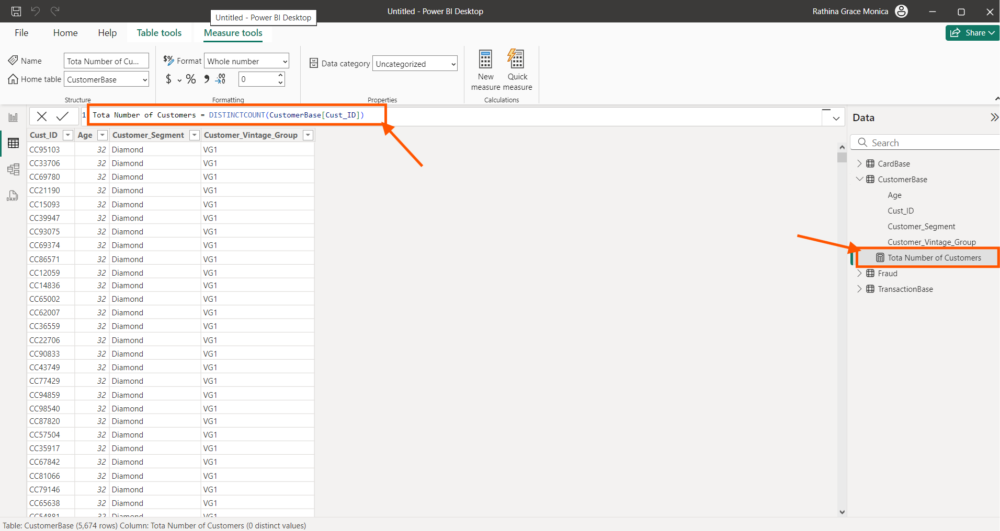 Untitled - Power BI Desktop
Rathina Grace Monica
Untitled - Power BI Desktop
File Home Help Table tools Measure tools
Share
Name Tota Number of Cu...
Format Whole number
Data category Uncategorized
Home table CustomerBase
$ % 0
New measure
Quick measure
Structure
Formatting
Properties
Calculations
1 Tota Number of Customers = DISTINCTCOUNT(CustomerBase[Cust_ID])
Cust_ID Age Customer_Segment Customer_Vintage_Group
CC95103 32 Diamond VG1
CC33706 32 Diamond VG1
CC69780 32 Diamond VG1
CC21190 32 Diamond VG1
CC15093 32 Diamond VG1
CC39947 32 Diamond VG1
CC93075 32 Diamond VG1
CC69374 32 Diamond VG1
CC86571 32 Diamond VG1
CC12059 32 Diamond VG1
CC14836 32 Diamond VG1
CC65002 32 Diamond VG1
CC62007 32 Diamond VG1
CC36559 32 Diamond VG1
CC22706 32 Diamond VG1
CC90833 32 Diamond VG1
CC43749 32 Diamond VG1
CC77429 32 Diamond VG1
CC94859 32 Diamond VG1
CC98540 32 Diamond VG1
CC87820 32 Diamond VG1
CC57504 32 Diamond VG1
CC35917 32 Diamond VG1
CC67842 32 Diamond VG1
CC81066 32 Diamond VG1
CC79146 32 Diamond VG1
CC65638 32 Diamond VG1
CC54881 32 Diamond VG1
DAX
Data
Search
CardBase
CustomerBase
Age
Cust_ID
Customer_Segment
Customer_Vintage_Group
Tota Number of Customers
Fraud
TransactionBase
Table: CustomerBase (5,674 rows) Column: Tota Number of Customers (0 distinct values)